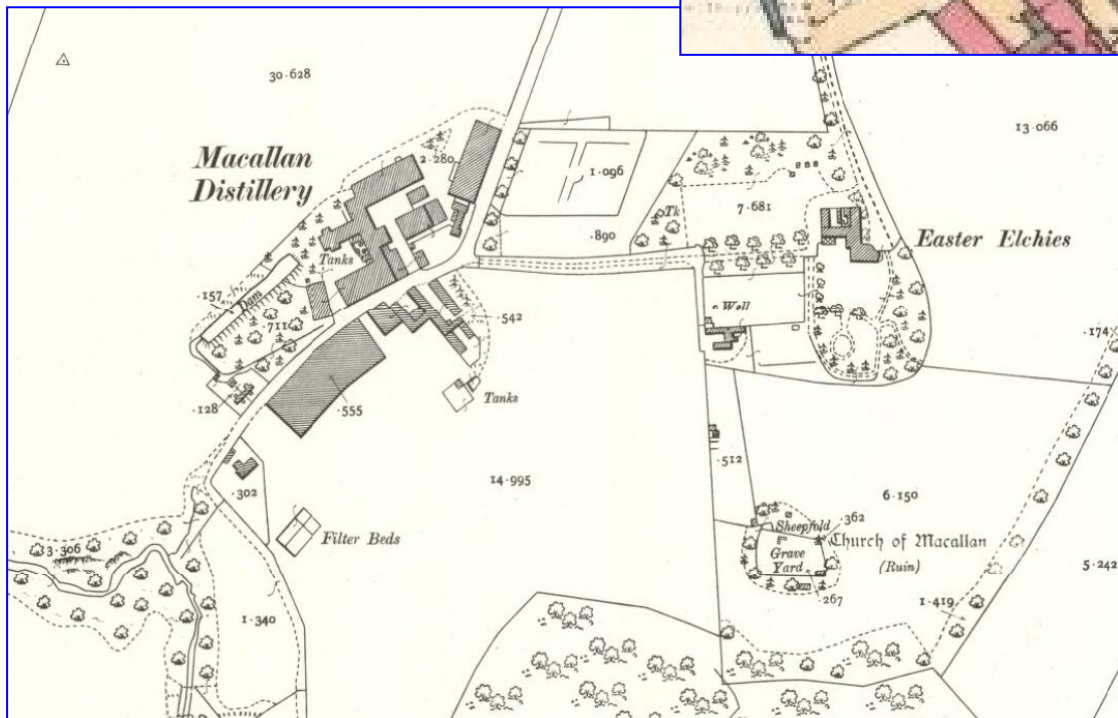 30·628
13·066
Macallan
Distillery
2·280
1·096
7·681
Tk
·890
Easter Elchies
Tanks
·157
Dam
·711
Well
·542
·174
·128
·555
Tanks
·512
14·995
6·150
·302
Sheepfold
·362
Filter Beds
Grave
Yard
Church of Macallan
(Ruin)
3·306
5·242
·267
1·419
1·340